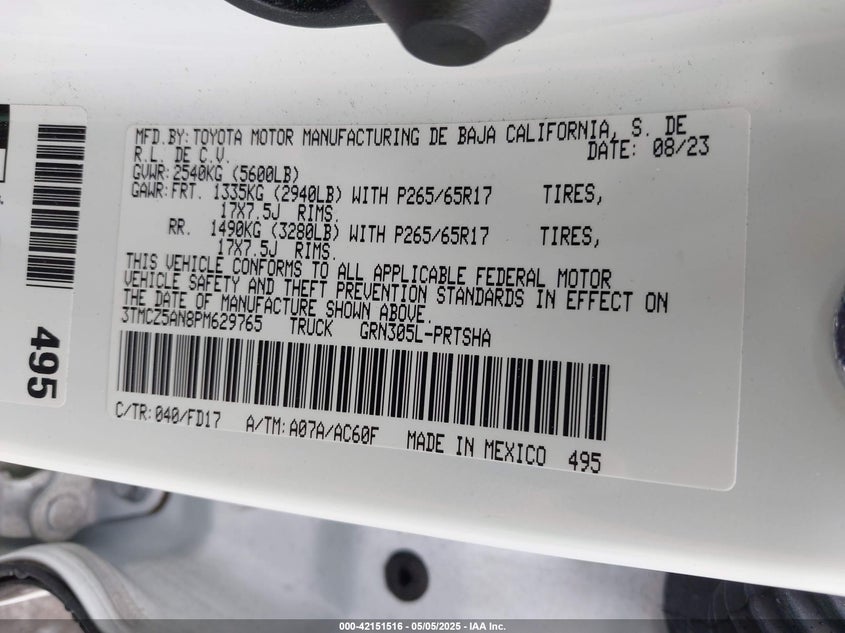 MFD.BY:TOYOTA MOTOR MANUFACTURING DE BAJA CALIFORNIA, S. DE
R.L. DE C.V. DATE: 08/23
GVWR:2540KG (5600LB)
GAWR:FRT. 1335KG (2940LB) WITH P265/65R17 TIRES,
17X7.5J RIMS.
RR. 1490KG (3280LB) WITH P265/65R17 TIRES,
17X7.5J RIMS.
THIS VEHICLE CONFORMS TO ALL APPLICABLE FEDERAL MOTOR
VEHICLE SAFETY AND THEFT PREVENTION STANDARDS IN EFFECT ON
THE DATE OF MANUFACTURE SHOWN ABOVE.
3TMCZ5AN8PM629765 TRUCK GRN305L-PRTSHA
C/TR:040/FD17 A/TM:A07A/AC60F MADE IN MEXICO 495
495
000-42151516 - 05/05/2025 - IAA Inc.